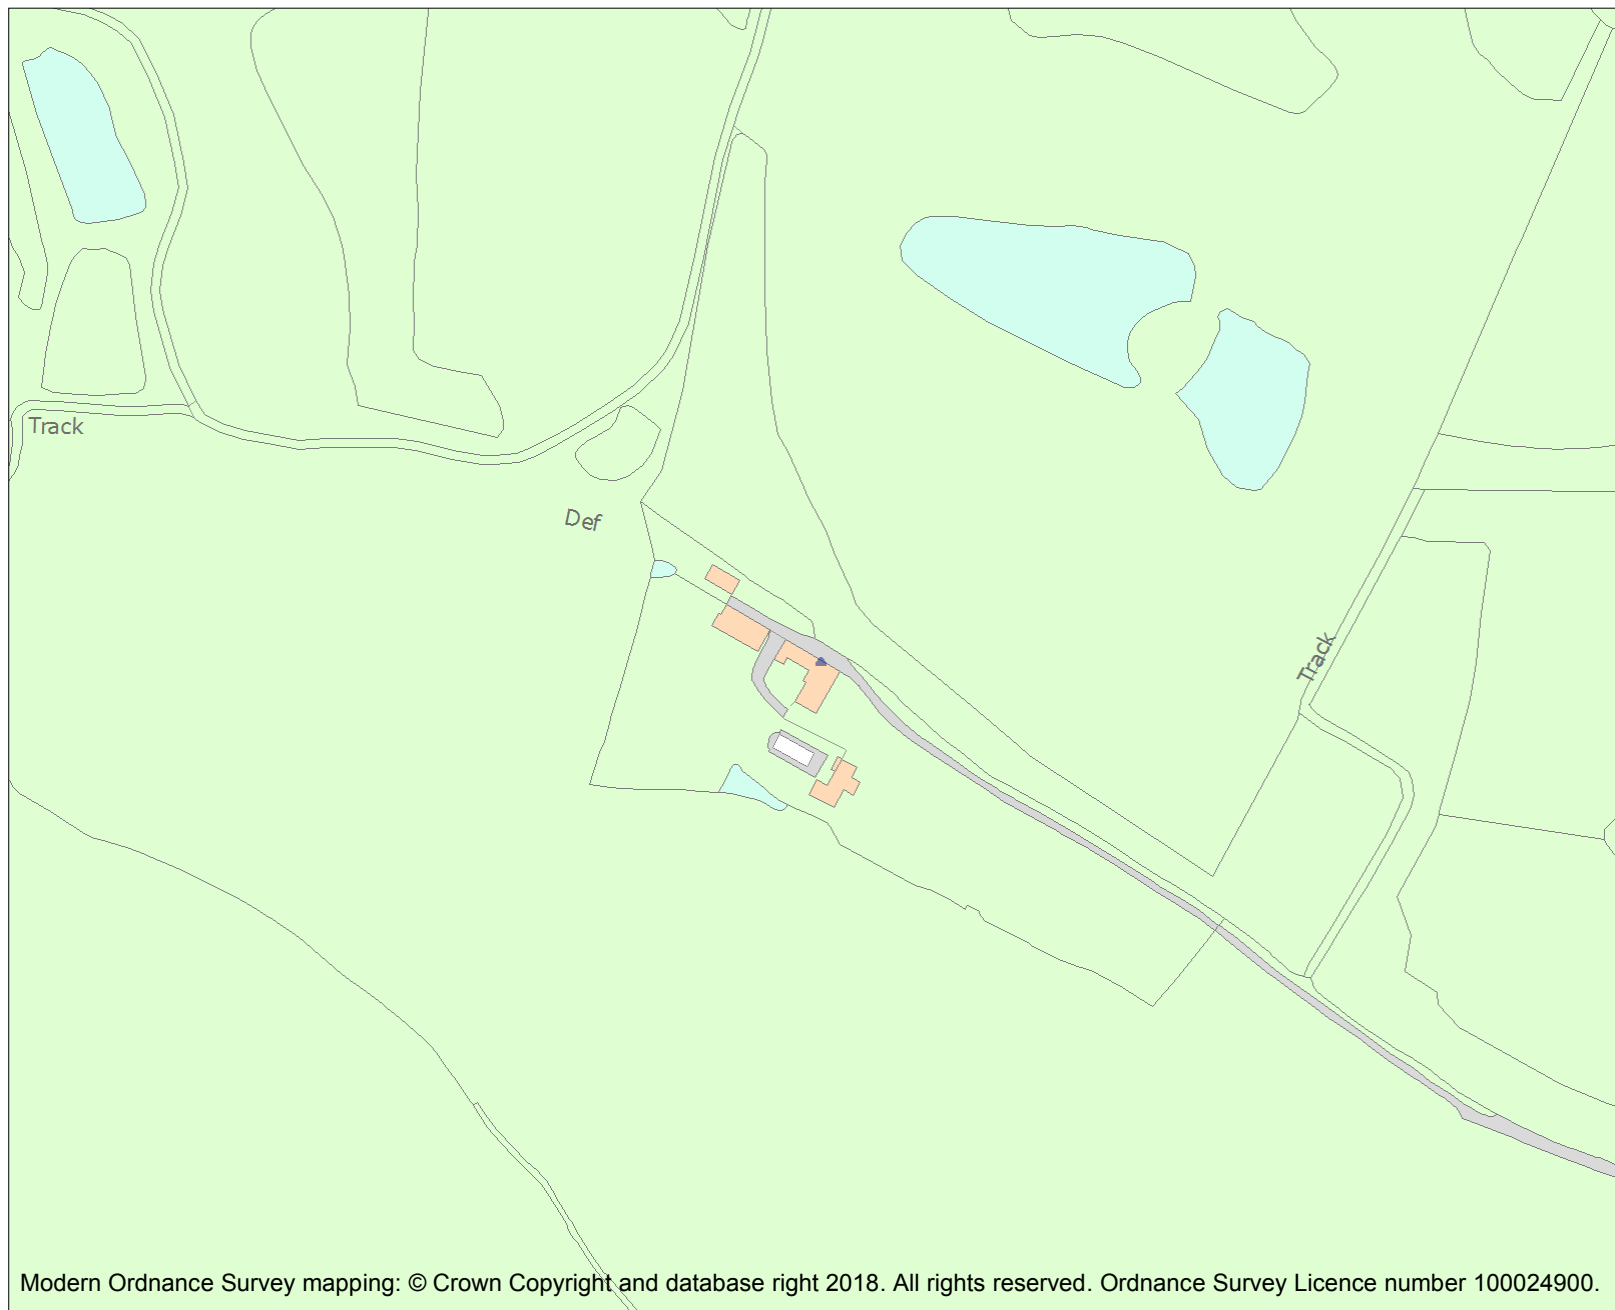 Track
Def
Track
Modern Ordnance Survey mapping: © Crown Copyright and database right 2018. All rights reserved. Ordnance Survey Licence number 100024900.